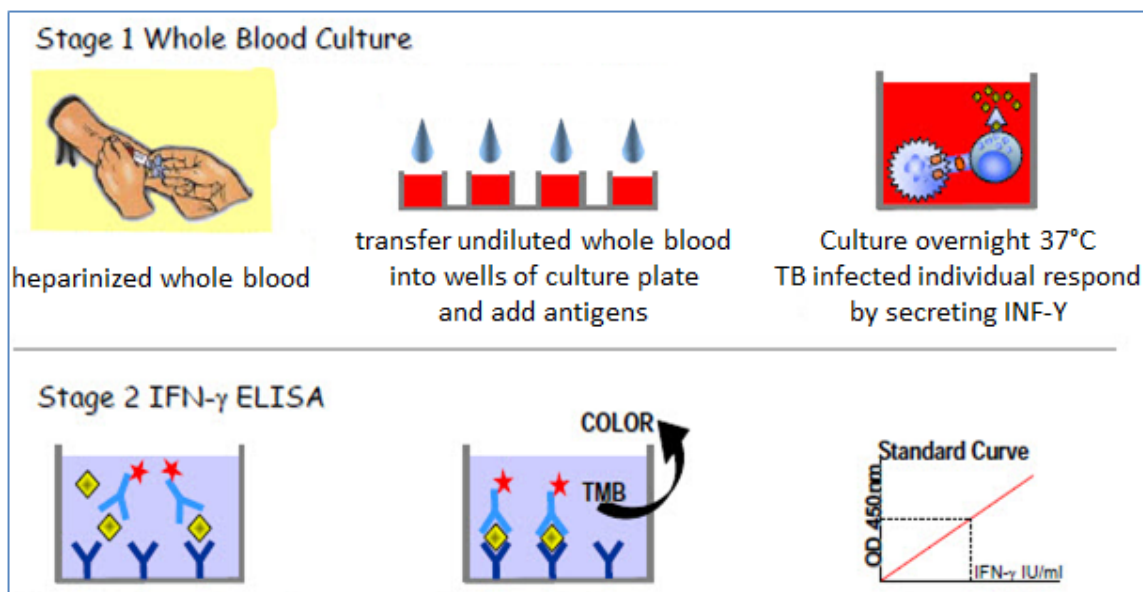 Stage 1 Whole Blood Culture
heparinized whole blood
transfer undiluted whole blood
into wells of culture plate
and add antigens
Culture overnight 37°C
TB infected individual respond
by secreting INF-Y
Stage 2 IFN-γ ELISA
COLOR
TMB
Standard Curve
OD 450nm
IFN-γ IU/ml